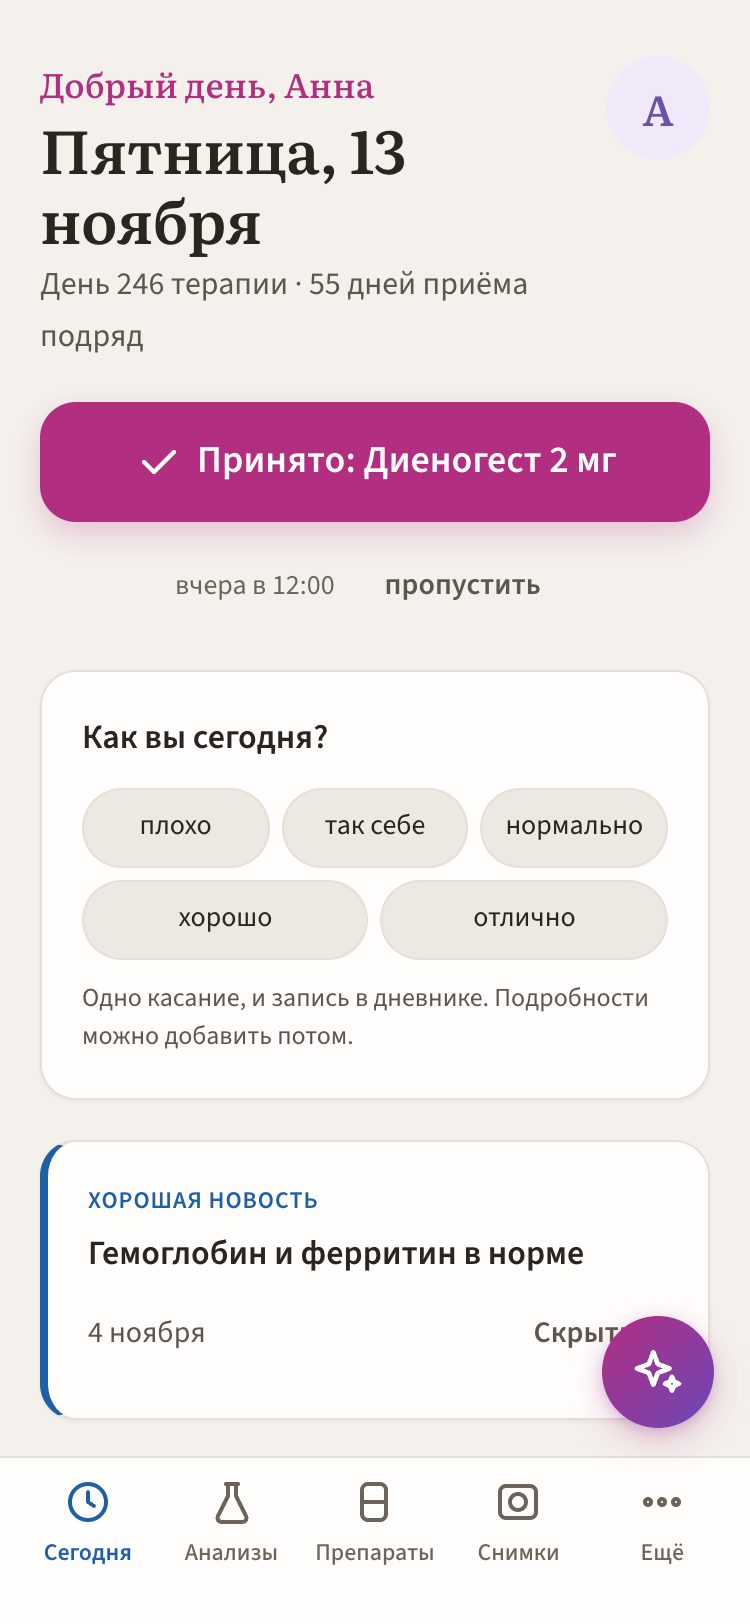 Добрый день, Анна
А
Пятница, 13
ноября
День 246 терапии · 55 дней приёма
подряд
Принято: Диеногест 2 мг
вчера в 12:00 пропустить
Как вы сегодня?
плохо так себе нормально
хорошо отлично
Одно касание, и запись в дневнике. Подробности
можно добавить потом.
ХОРОШАЯ НОВОСТЬ
Гемоглобин и ферритин в норме
4 ноября
Сегодня Анализы Препараты Снимки Ещё